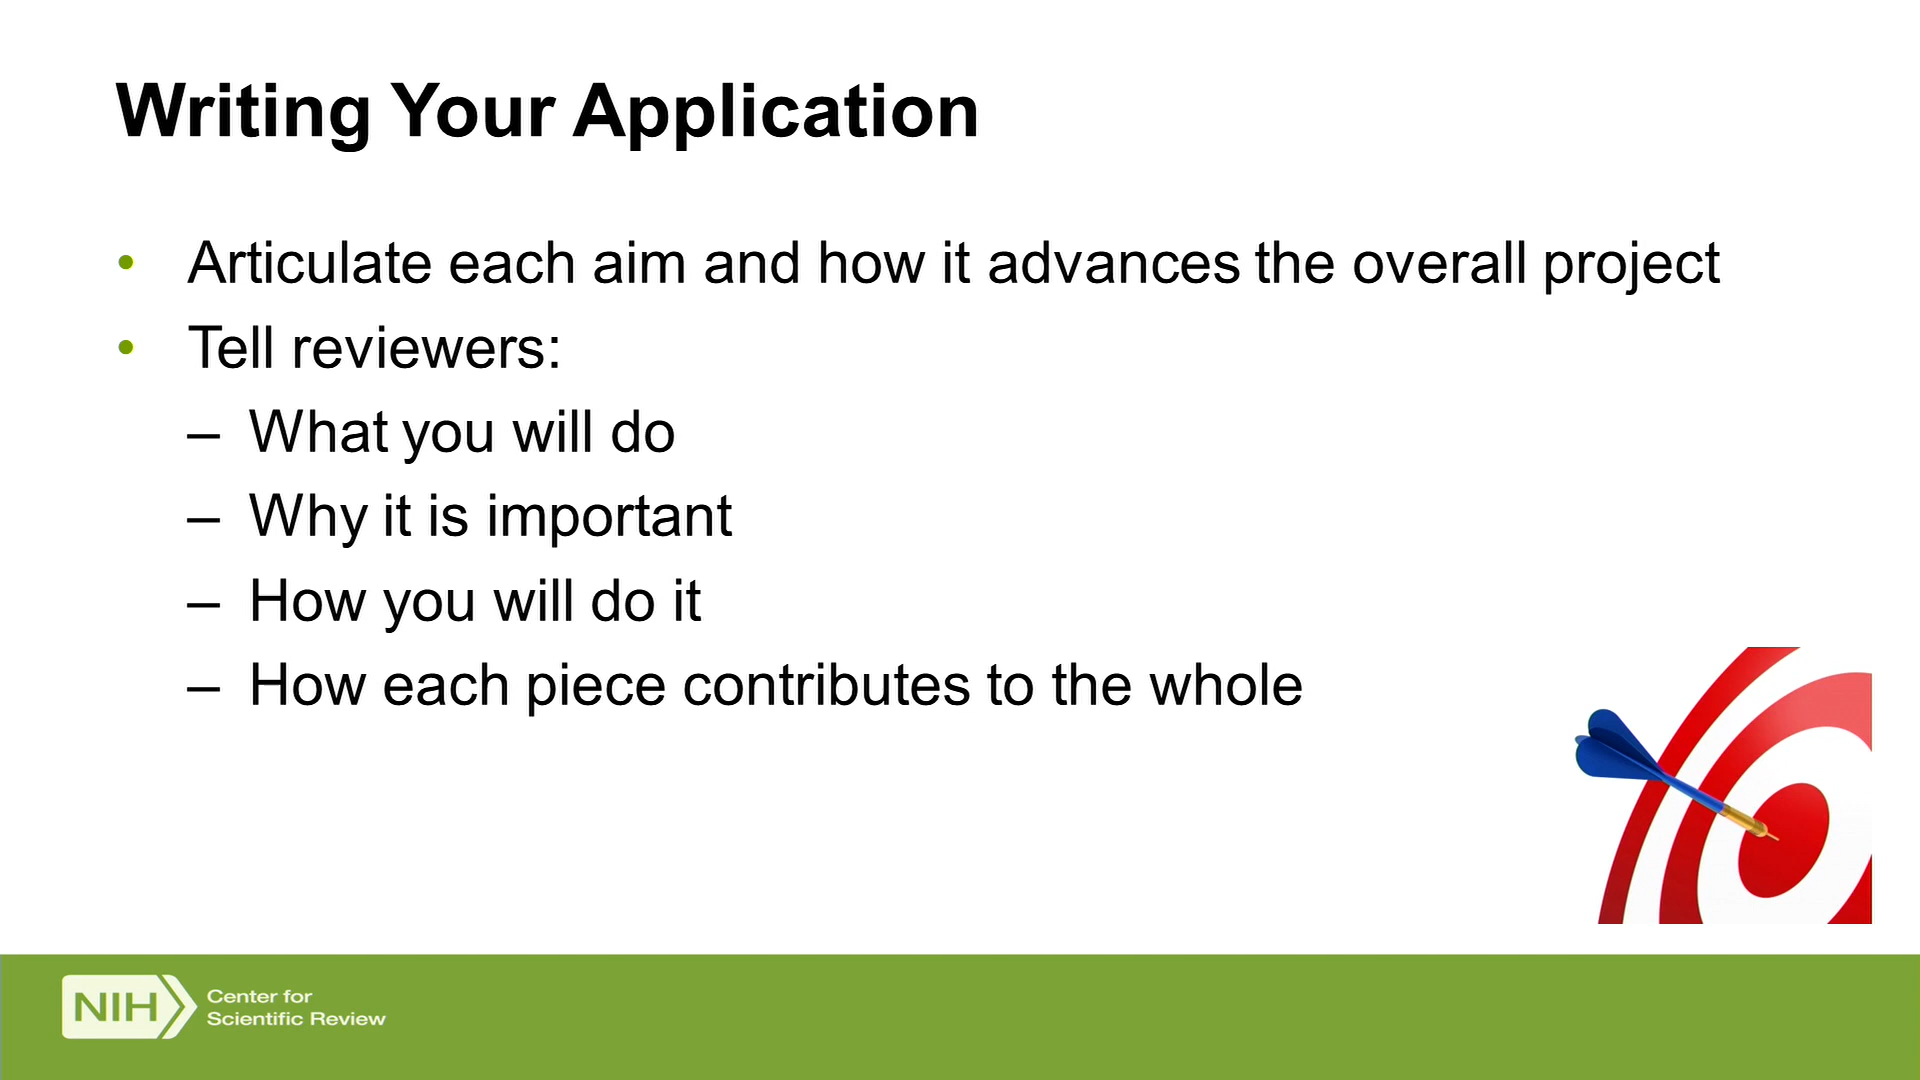 Writing Your Application
• Articulate each aim and how it advances the overall project
• Tell reviewers:
– What you will do
– Why it is important
– How you will do it
– How each piece contributes to the whole
NIH
Center for
Scientific Review